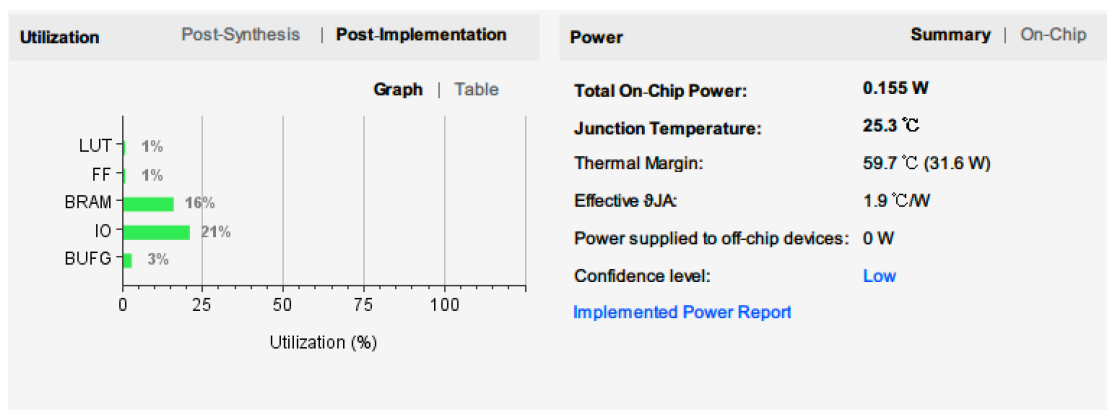 Utilization Post-Synthesis | Post-Implementation
Graph | Table
LUT 1%
FF 1%
BRAM 16%
IO 21%
BUFG 3%
0 25 50 75 100
Utilization (%)
Power Summary | On-Chip
Total On-Chip Power: 0.155 W
Junction Temperature: 25.3 ℃
Thermal Margin: 59.7 ℃ (31.6 W)
Effective ϑJA: 1.9 ℃/W
Power supplied to off-chip devices: 0 W
Confidence level: Low
Implemented Power Report